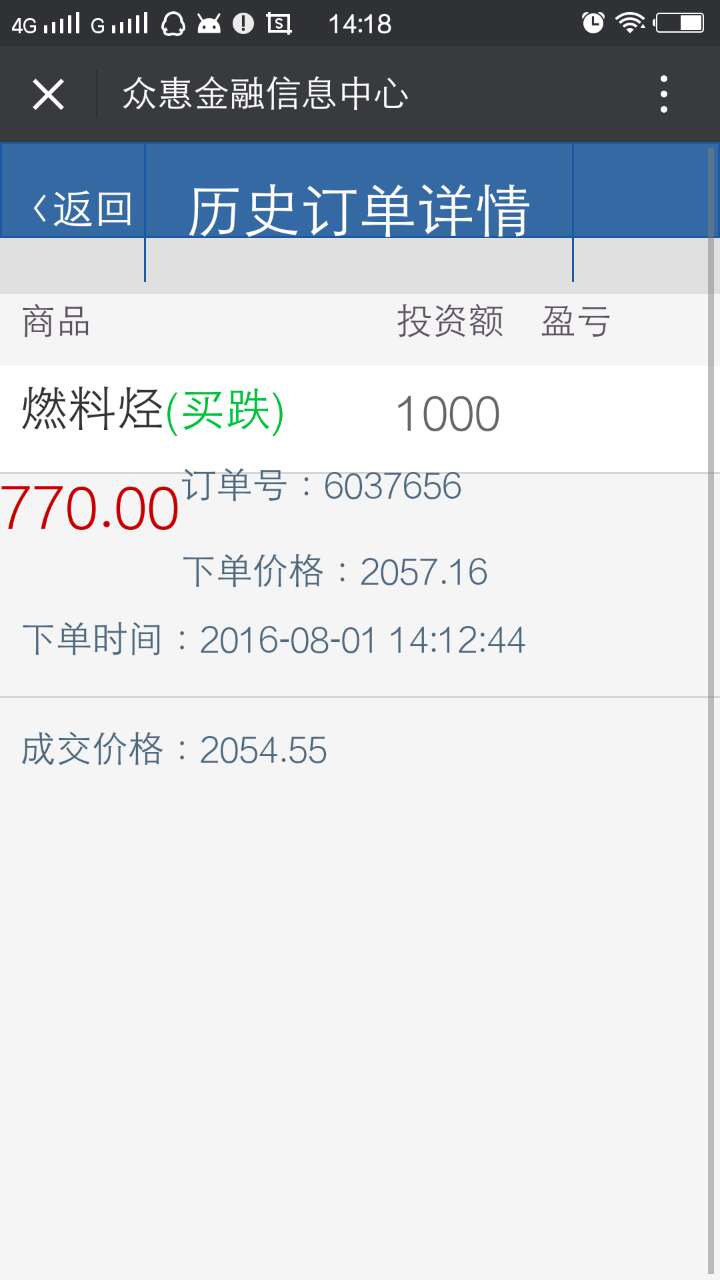 4G G 14:18
众惠金融信息中心
返回 历史订单详情
商品 投资额 盈亏
燃料烃(买跌) 1000
770.00
订单号：6037656
下单价格：2057.16
下单时间：2016-08-01 14:12:44
成交价格：2054.55